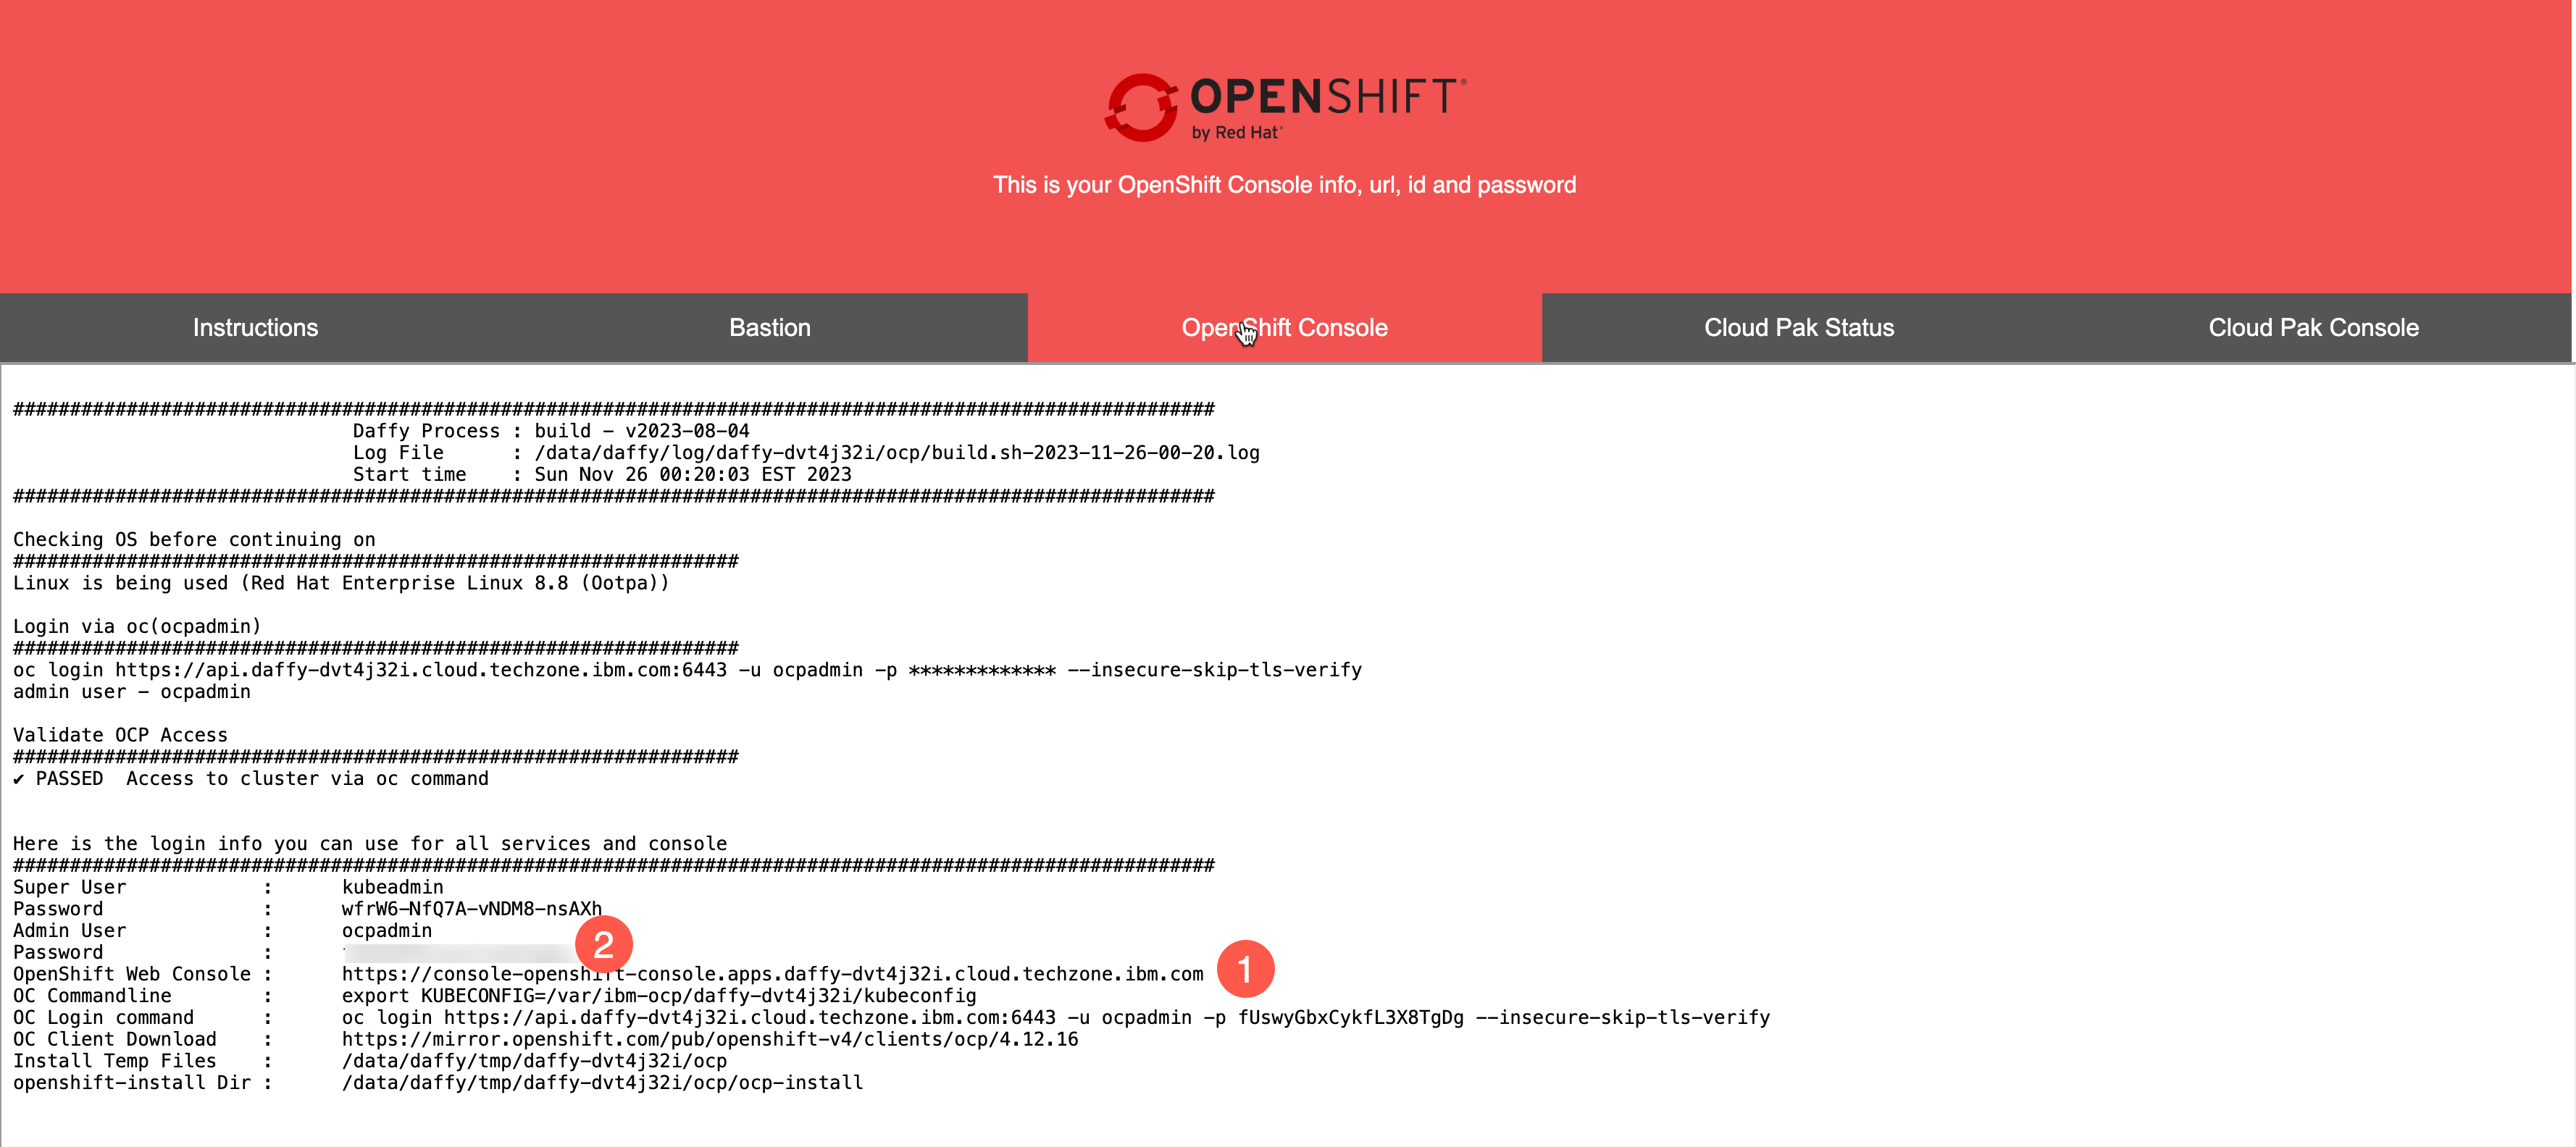 OPENSHIFT®
by Red Hat®
This is your OpenShift Console info, url, id and password
Instructions
Bastion
OpenShift Console
Cloud Pak Status
Cloud Pak Console
##########################################################################################################
Daffy Process : build - v2023-08-04
Log File      : /data/daffy/log/daffy-dvt4j32i/ocp/build.sh-2023-11-26-00-20.log
Start time    : Sun Nov 26 00:20:03 EST 2023
##########################################################################################################
Checking OS before continuing on
################################################################
Linux is being used (Red Hat Enterprise Linux 8.8 (Ootpa))
Login via oc(ocpadmin)
################################################################
oc login https://api.daffy-dvt4j32i.cloud.techzone.ibm.com:6443 -u ocpadmin -p ************* --insecure-skip-tls-verify
admin user - ocpadmin
Validate OCP Access
################################################################
✔ PASSED  Access to cluster via oc command
Here is the login info you can use for all services and console
##########################################################################################################
Super User            :      kubeadmin
Password              :      wfrW6-NfQ7A-vNDM8-nsAXh
Admin User            :      ocpadmin
Password              :      2
OpenShift Web Console :      https://console-openshift-console.apps.daffy-dvt4j32i.cloud.techzone.ibm.com 1
OC Commandline        :      export KUBECONFIG=/var/ibm-ocp/daffy-dvt4j32i/kubeconfig
OC Login command      :      oc login https://api.daffy-dvt4j32i.cloud.techzone.ibm.com:6443 -u ocpadmin -p fUswyGbxCykfL3X8TgDg --insecure-skip-tls-verify
OC Client Download    :      https://mirror.openshift.com/pub/openshift-v4/clients/ocp/4.12.16
Install Temp Files    :      /data/daffy/tmp/daffy-dvt4j32i/ocp
openshift-install Dir :      /data/daffy/tmp/daffy-dvt4j32i/ocp/ocp-install